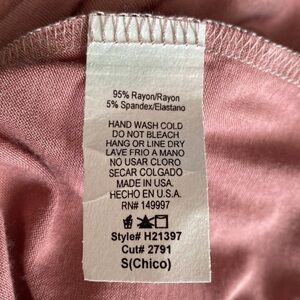 95% Rayon/Rayon
5% Spandex/Elastano
HAND WASH COLD
DO NOT BLEACH
HANG OR LINE DRY
LAVE FRIO A MANO
NO USAR CLORO
SECAR COLGADO
MADE IN USA.
HECHO EN U.S.A.
RN# 149997
Style# H21397
Cut# 2791
S(Chico)